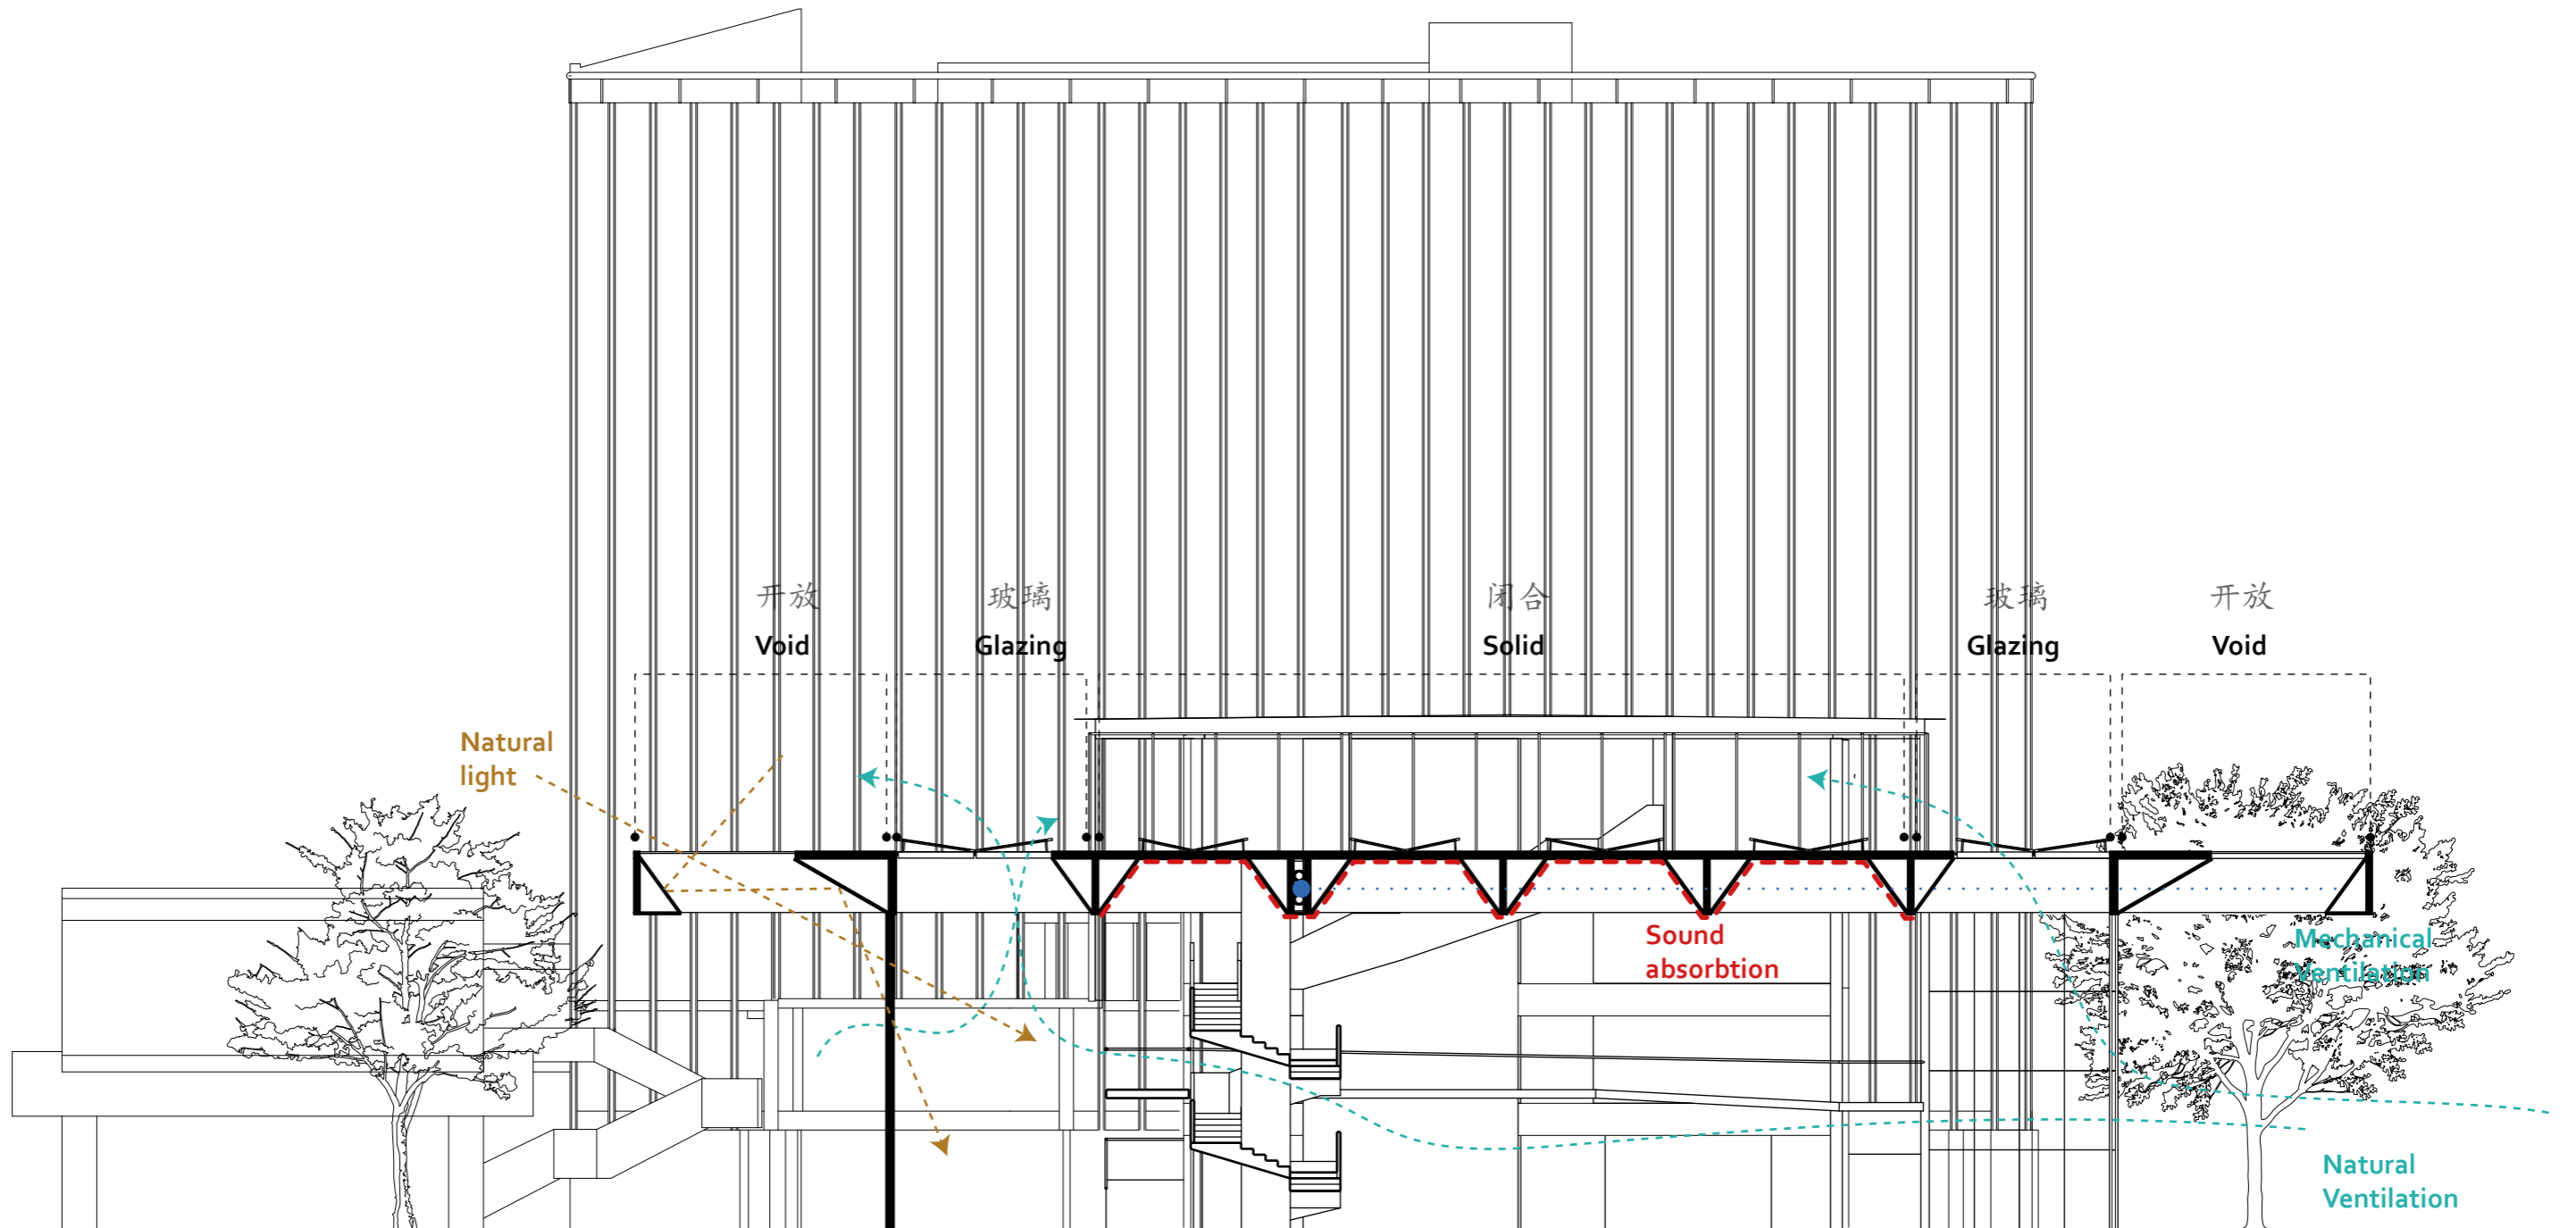 开放
玻璃
闭合
玻璃
开放
Void
Glazing
Solid
Glazing
Void
Natural
light
Sound
absorbtion
Mechanical
Ventilation
Natural
Ventilation